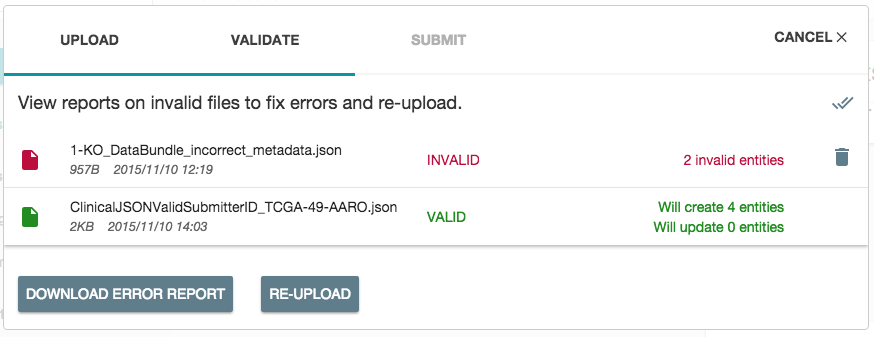 UPLOAD VALIDATE SUBMIT CANCEL ×
View reports on invalid files to fix errors and re-upload.
1-KO_DataBundle_incorrect_metadata.json INVALID 2 invalid entities
957B 2015/11/10 12:19
ClinicalJSONValidSubmitterID_TCGA-49-AARO.json VALID Will create 4 entities
2KB 2015/11/10 14:03 Will update 0 entities
DOWNLOAD ERROR REPORT RE-UPLOAD